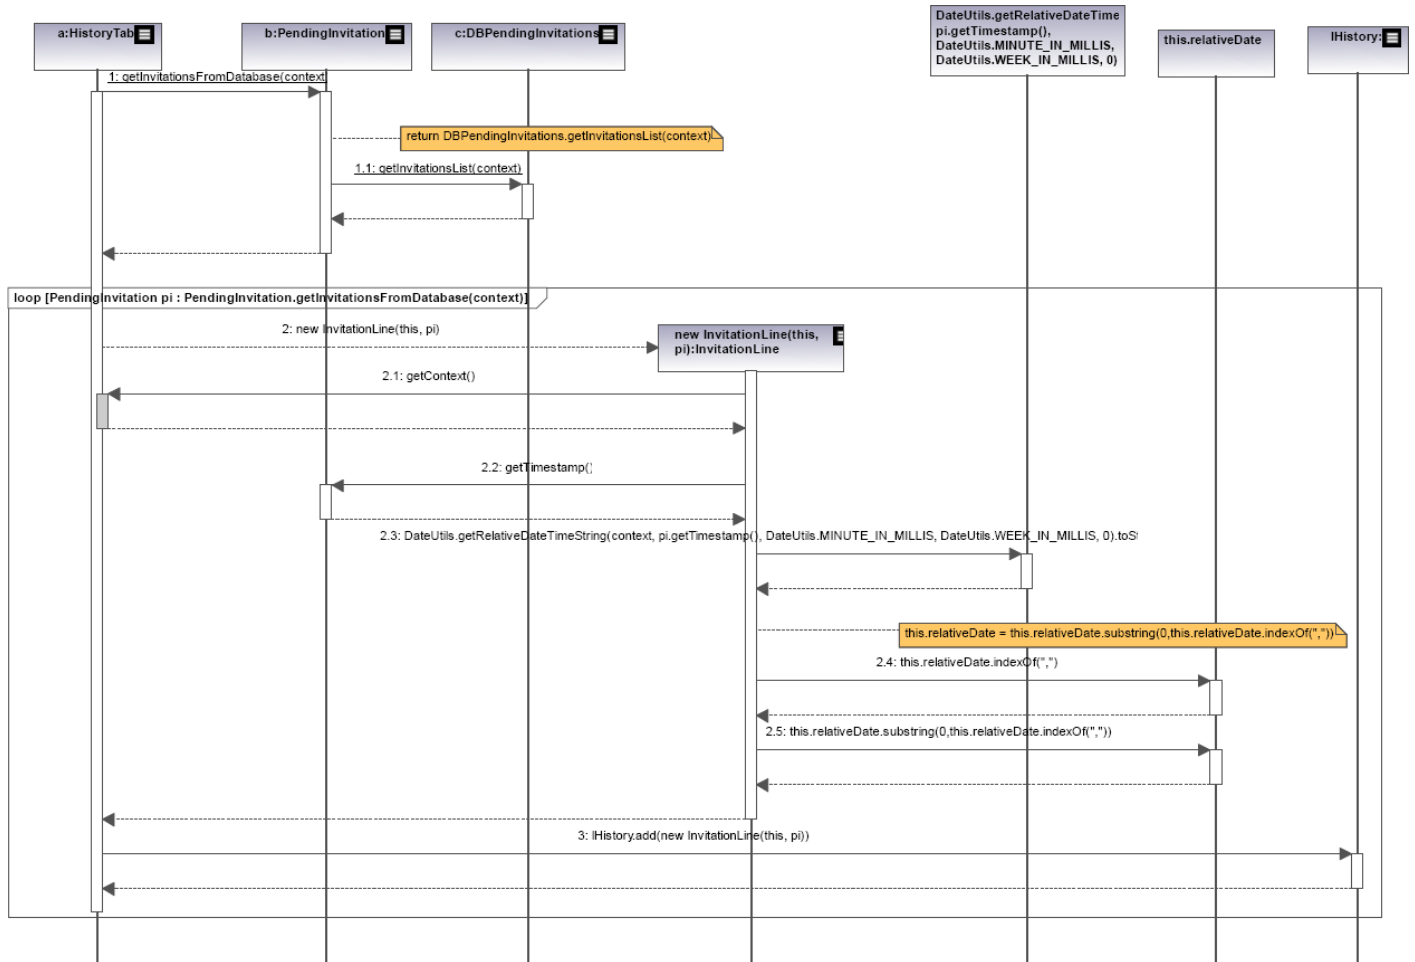 a:HistoryTab
b:PendingInvitation
c:DBPendingInvitations
DateUtils.getRelativeDateTime
pi.getTimestamp(),
DateUtils.MINUTE_IN_MILLIS,
DateUtils.WEEK_IN_MILLIS, 0)
this.relativeDate
lHistory:
1: getInvitationsFromDatabase(context)
return DBPendingInvitations.getInvitationsList(context)
1.1: getInvitationsList(context)
loop [PendingInvitation pi : PendingInvitation.getInvitationsFromDatabase(context)]
2: new InvitationLine(this, pi)
new InvitationLine(this,
pi):InvitationLine
2.1: getContext()
2.2: getTimestamp()
2.3: DateUtils.getRelativeDateTimeString(context, pi.getTimestamp(), DateUtils.MINUTE_IN_MILLIS, DateUtils.WEEK_IN_MILLIS, 0).toSt
this.relativeDate = this.relativeDate.substring(0,this.relativeDate.indexOf(","))
2.4: this.relativeDate.indexOf(",")
2.5: this.relativeDate.substring(0,this.relativeDate.indexOf(","))
3: lHistory.add(new InvitationLine(this, pi))